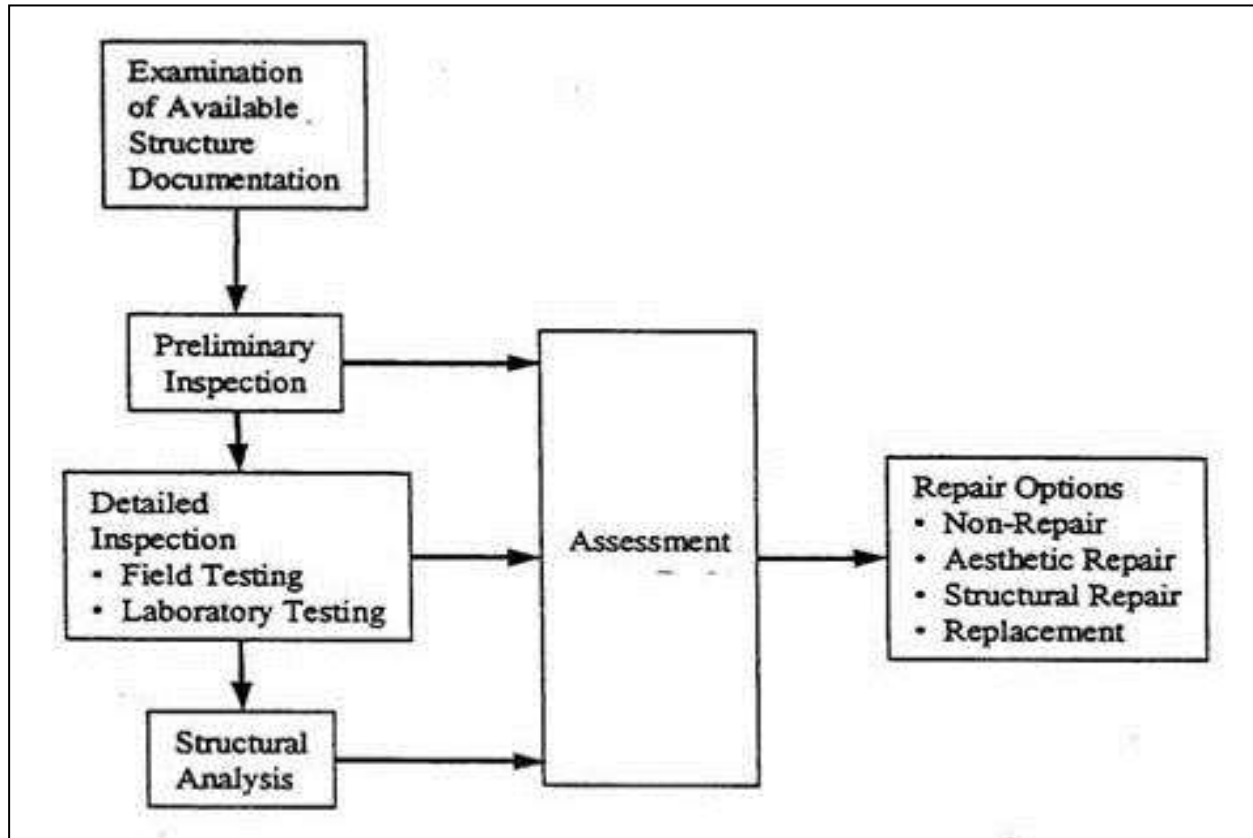 Examination
of Available
Structure
Documentation
Preliminary
Inspection
Detailed
Inspection
• Field Testing
• Laboratory Testing
Structural
Analysis
Assessment
Repair Options
• Non-Repair
• Aesthetic Repair
• Structural Repair
• Replacement